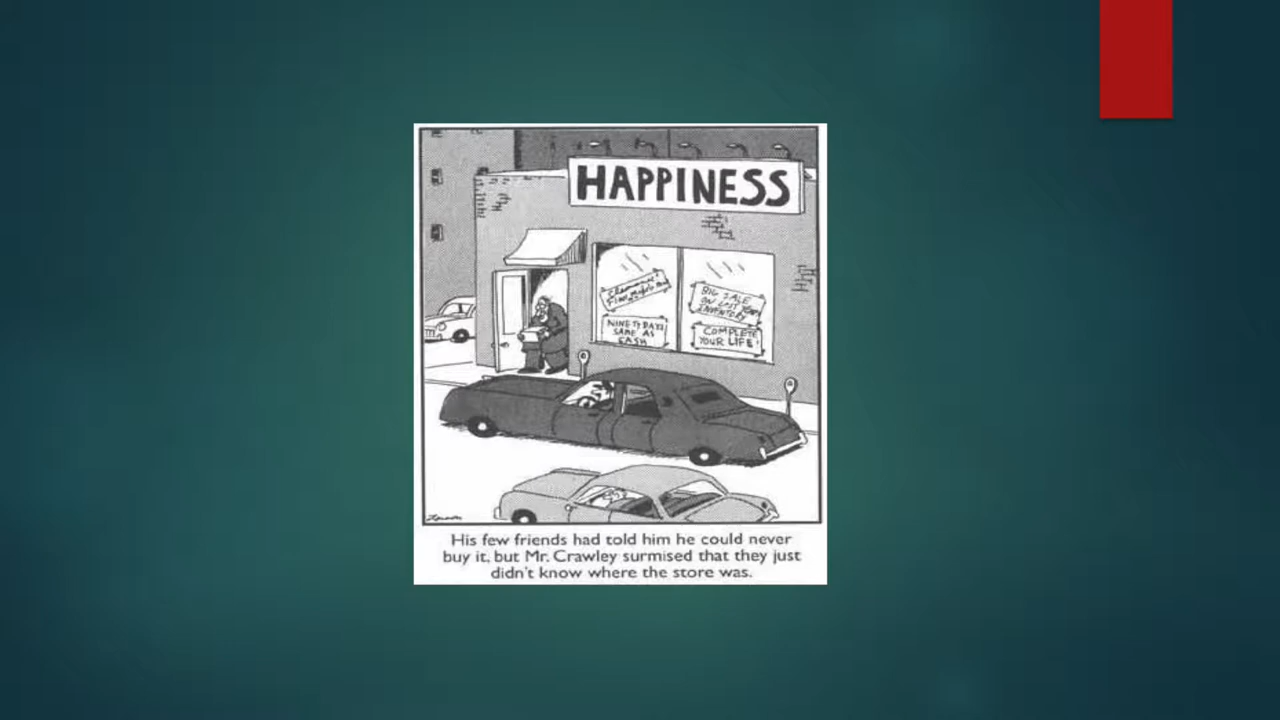 HAPPINESS
BIG SALE
ON LAST YEAR'S
INVENTORY
NINETY DAYS
SAME AS
CASH
COMPLETE
YOUR LIFE!
His few friends had told him he could never
buy it, but Mr. Crawley surmised that they just
didn't know where the store was.